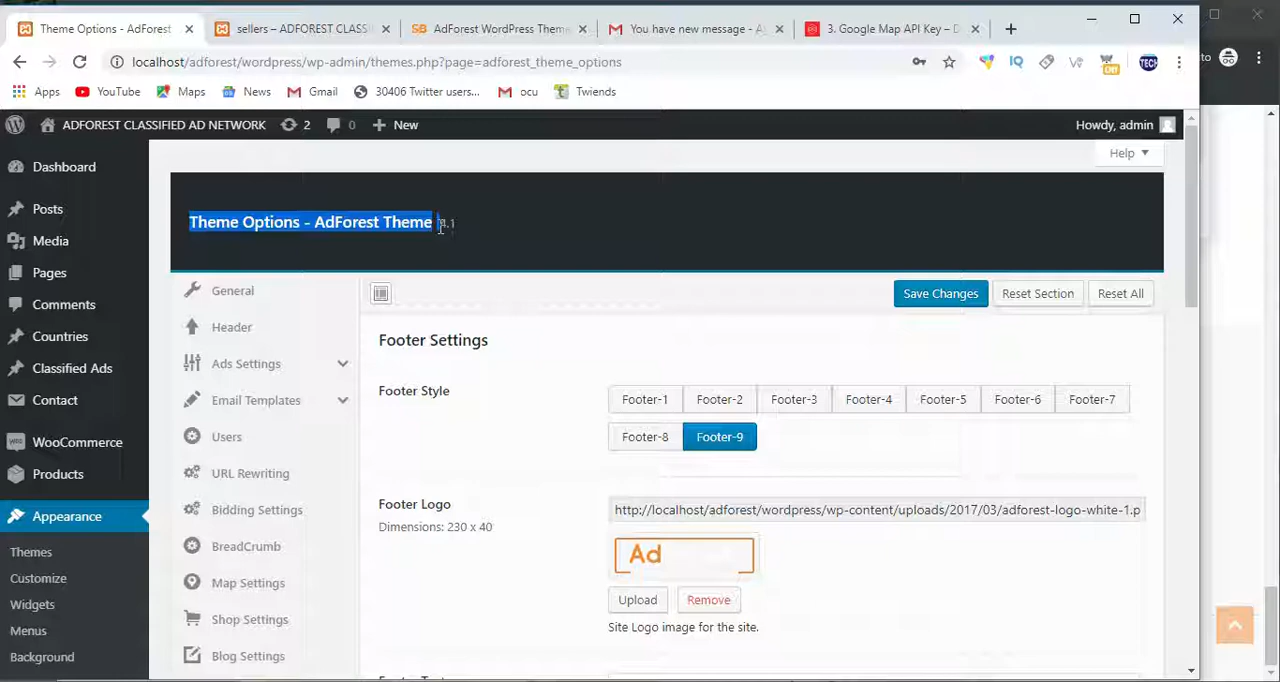 Theme Options - AdForest
sellers – ADFOREST CLASSI
AdForest WordPress Theme
You have new message - A
3. Google Map API Key –
localhost/adforest/wordpress/wp-admin/themes.php?page=adforest_theme_options
IQ
Off
TECH
to
Apps
YouTube
Maps
News
Gmail
30406 Twitter users...
ocu
Twiends
ADFOREST CLASSIFIED AD NETWORK
2
0
New
Howdy, admin
Help
Dashboard
Posts
Media
Pages
Comments
Countries
Classified Ads
Contact
WooCommerce
Products
Appearance
Themes
Customize
Widgets
Menus
Background
Theme Options - AdForest Theme
General
Header
Ads Settings
Email Templates
Users
URL Rewriting
Bidding Settings
BreadCrumb
Map Settings
Shop Settings
Blog Settings
Save Changes
Reset Section
Reset All
Footer Settings
Footer Style
Footer-1 Footer-2 Footer-3 Footer-4 Footer-5 Footer-6 Footer-7
Footer-8 Footer-9
Footer Logo
Dimensions: 230 x 40
http://localhost/adforest/wordpress/wp-content/uploads/2017/03/adforest-logo-white-1.p
Ad
Upload
Remove
Site Logo image for the site.